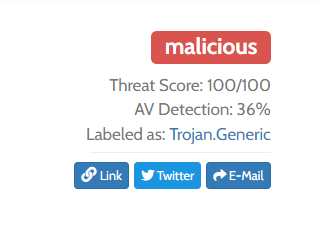 malicious
Threat Score: 100/100
AV Detection: 36%
Labeled as: Trojan.Generic
Link Twitter E-Mail